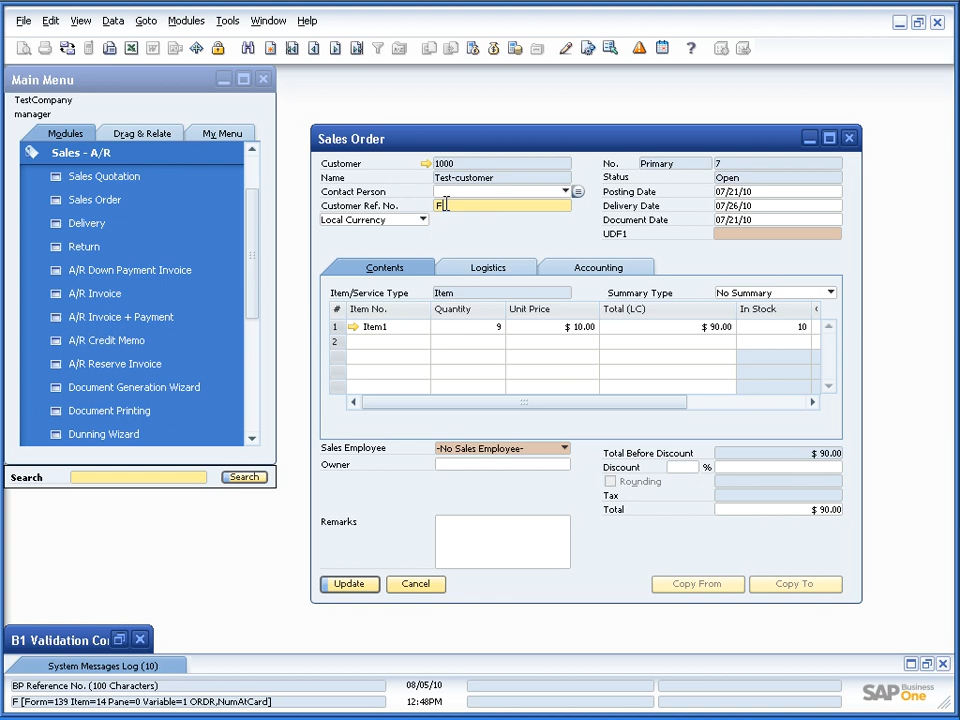 File Edit View Data Goto Modules Tools Window Help
Main Menu
TestCompany
manager
Modules Drag & Relate My Menu
Sales - A/R
Sales Quotation
Sales Order
Delivery
Return
A/R Down Payment Invoice
A/R Invoice
A/R Invoice + Payment
A/R Credit Memo
A/R Reserve Invoice
Document Generation Wizard
Document Printing
Dunning Wizard
Search Search
Sales Order
Customer 1000 No. Primary 7
Name Test-customer Status Open
Contact Person Posting Date 07/21/10
Customer Ref. No. F Delivery Date 07/26/10
Local Currency Document Date 07/21/10
UDF1
Contents Logistics Accounting
Item/Service Type Item Summary Type No Summary
# Item No. Quantity Unit Price Total (LC) In Stock
1 Item1 9 $ 10.00 $ 90.00 10
2
Sales Employee -No Sales Employee- Total Before Discount $ 90.00
Owner Discount %
Rounding
Tax
Total $ 90.00
Remarks
Update Cancel Copy From Copy To
B1 Validation Co
System Messages Log (10)
BP Reference No. (100 Characters) 08/05/10
F [Form=139 Item=14 Pane=0 Variable=1 ORDR,NumAtCard] 12:48PM
SAP Business One